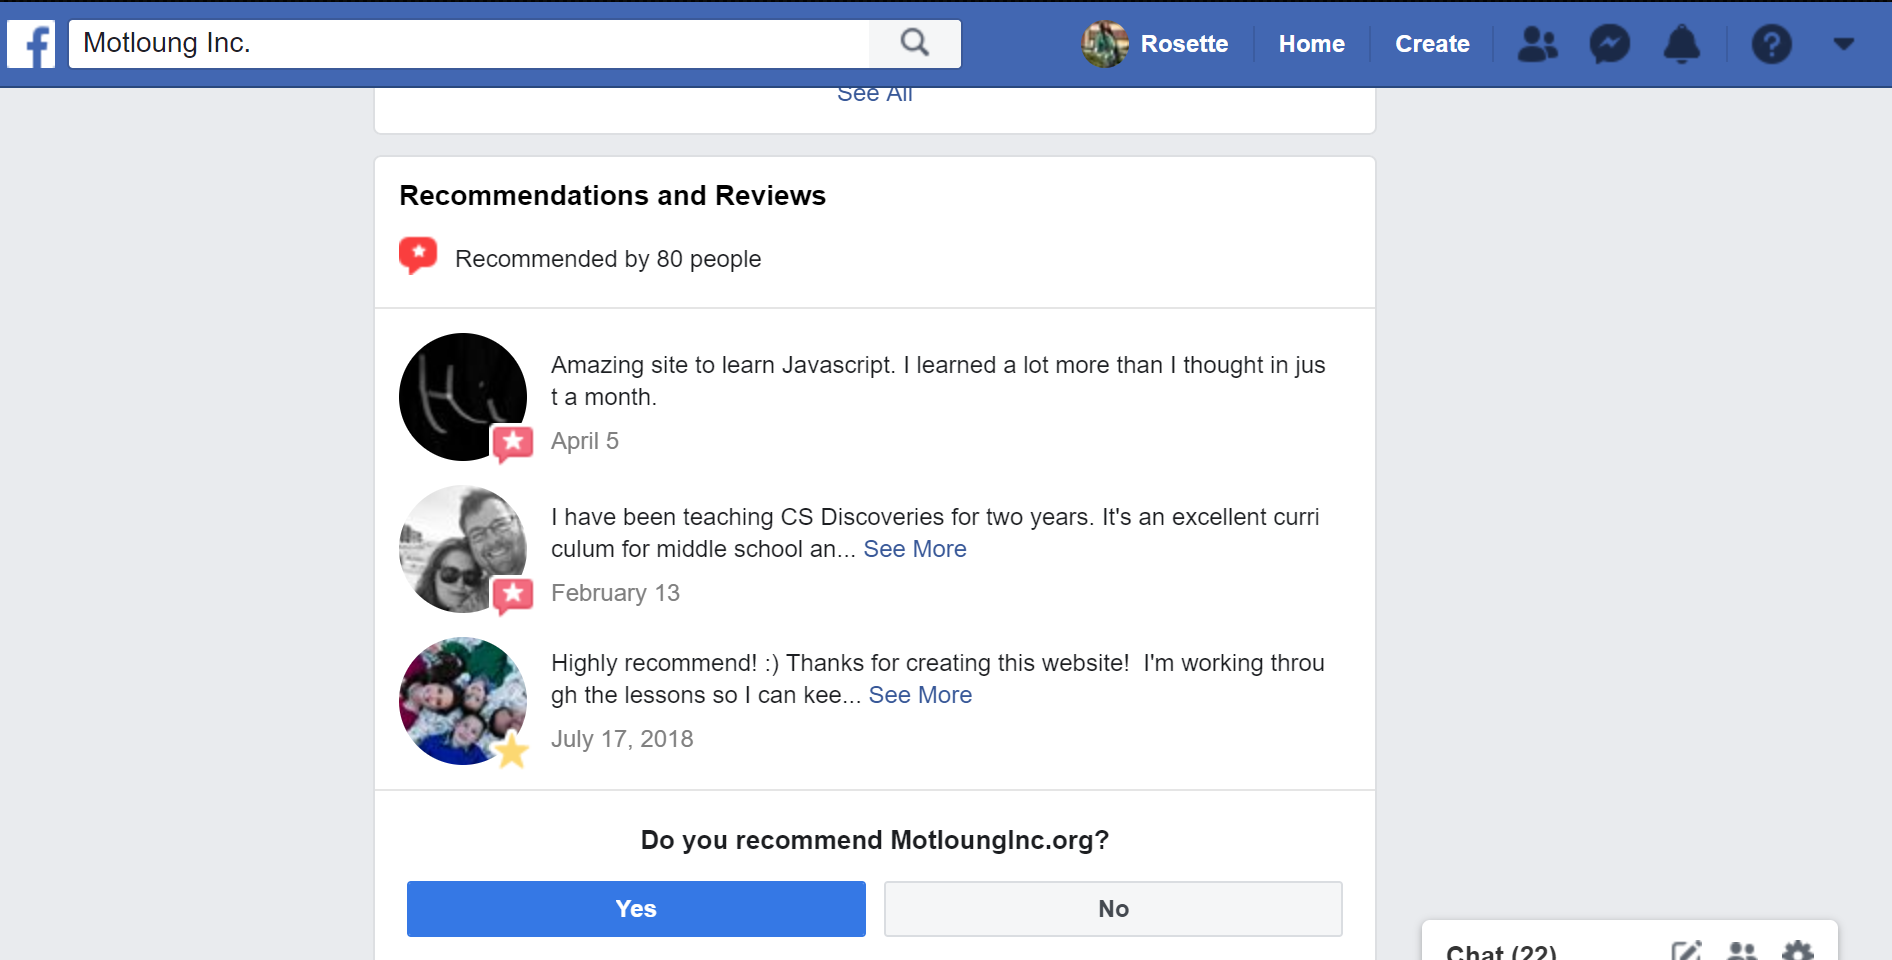 f
Motloung Inc.
Rosette
Home
Create
See All
Recommendations and Reviews
Recommended by 80 people
Hi
Amazing site to learn Javascript. I learned a lot more than I thought in jus
t a month.
April 5
I have been teaching CS Discoveries for two years. It's an excellent curri
culum for middle school an... See More
February 13
Highly recommend! :) Thanks for creating this website!  I'm working throu
gh the lessons so I can kee... See More
July 17, 2018
Do you recommend MotloungInc.org?
Yes
No
Chat (22)